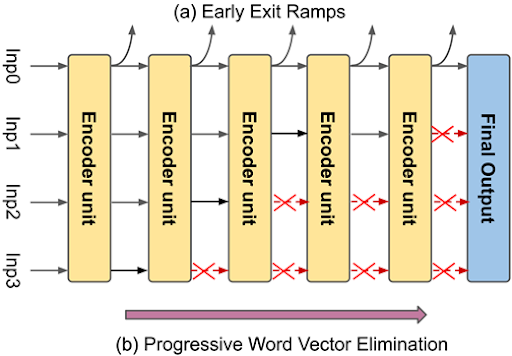 (a) Early Exit Ramps
Inp0
Inp1
Inp2
Inp3
Encoder unit
Encoder unit
Encoder unit
Encoder unit
Encoder unit
Final Output
(b) Progressive Word Vector Elimination